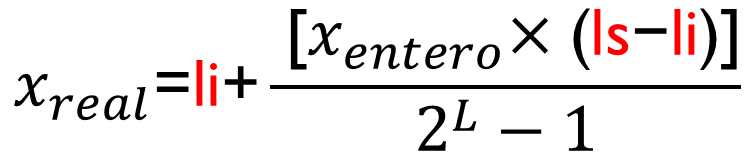 x_real=li+ [x_entero× (ls−li)]
2^L − 1